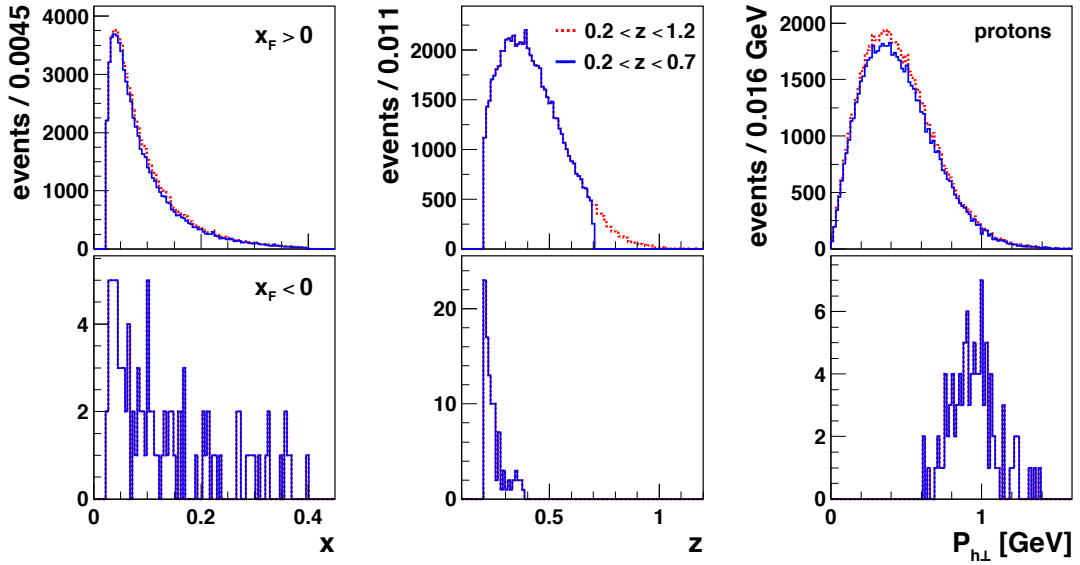 events / 0.0045
4000
3000
2000
1000
0
x_F > 0
events / 0.011
2000
1500
1000
500
0
0.2 < z < 1.2
0.2 < z < 0.7
events / 0.016 GeV
2000
1500
1000
500
0
protons
4
2
0
x_F < 0
20
10
0
6
4
2
0
0
0.2
0.4
x
0.5
1
z
0
1
P_h⊥ [GeV]